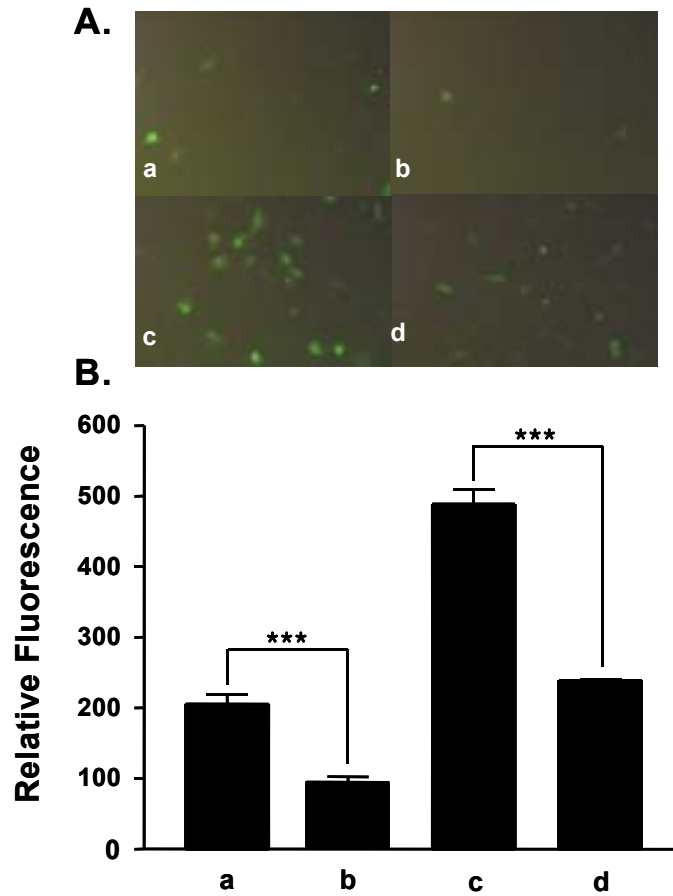 A.
a
b
c
d
B.
Relative Fluorescence
600
500
400
300
200
100
0
***
***
a b c d